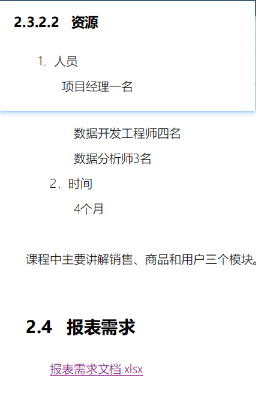 2.3.2.2 资源
1. 人员
项目经理一名
数据开发工程师四名
数据分析师3名
2. 时间
4个月
课程中主要讲解销售、商品和用户三个模块。
2.4 报表需求
报表需求文档.xlsx